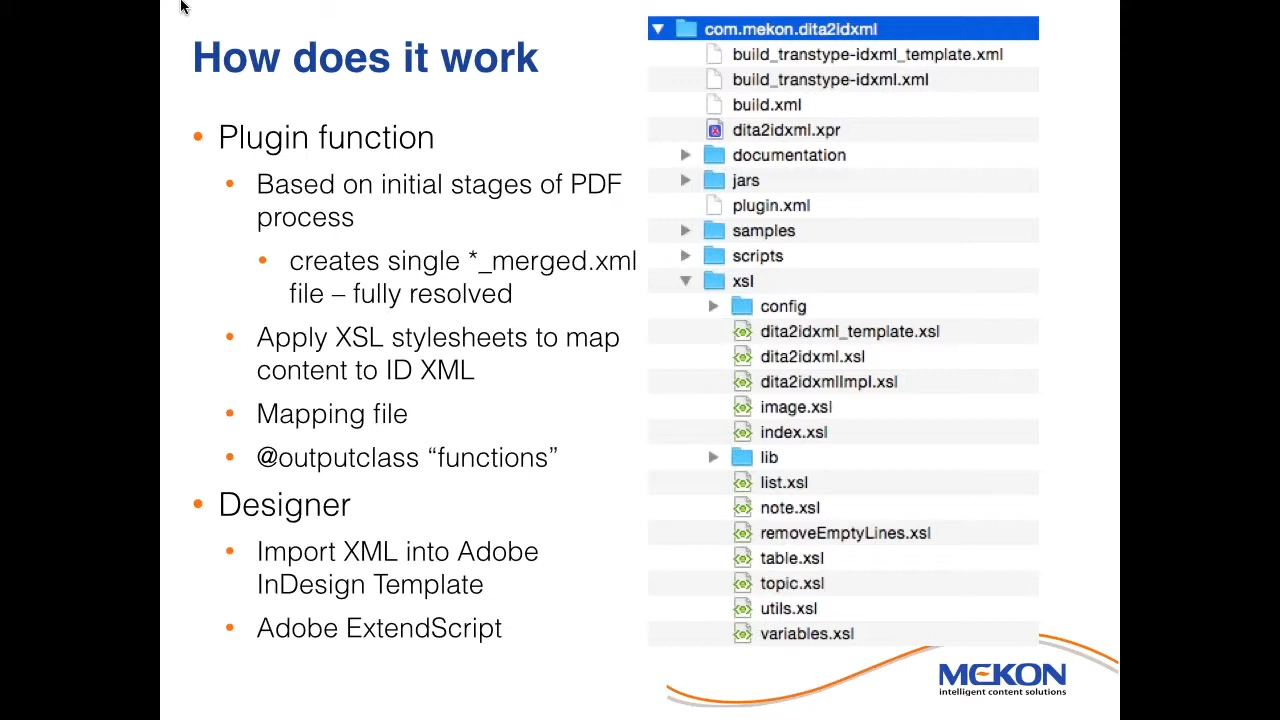 How does it work
Plugin function
Based on initial stages of PDF
process
creates single *_merged.xml
file – fully resolved
Apply XSL stylesheets to map
content to ID XML
Mapping file
@outputclass “functions”
Designer
Import XML into Adobe
InDesign Template
Adobe ExtendScript
com.mekon.dita2idxml
build_transtype-idxml_template.xml
build_transtype-idxml.xml
build.xml
dita2idxml.xpr
documentation
jars
plugin.xml
samples
scripts
xsl
config
dita2idxml_template.xsl
dita2idxml.xsl
dita2idxmlImpl.xsl
image.xsl
index.xsl
lib
list.xsl
note.xsl
removeEmptyLines.xsl
table.xsl
topic.xsl
utils.xsl
variables.xsl
MEKON
intelligent content solutions